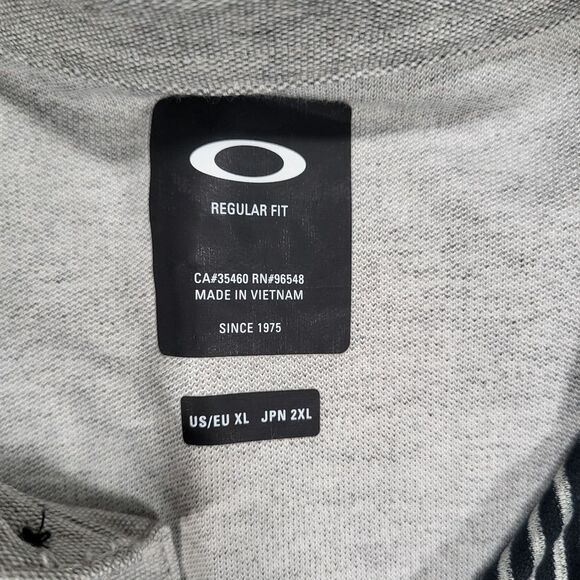 REGULAR FIT
CA#35460 RN#96548
MADE IN VIETNAM
SINCE 1975
US/EU XL JPN 2XL